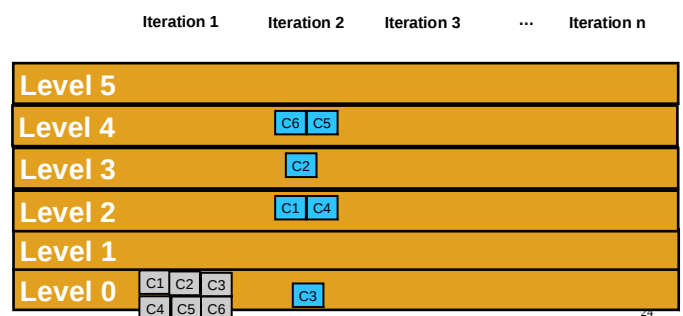 Iteration 1 Iteration 2 Iteration 3 ... Iteration n
Level 5
Level 4 C6 C5
Level 3 C2
Level 2 C1 C4
Level 1
Level 0 C1 C2 C3 C3
C4 C5 C6
24